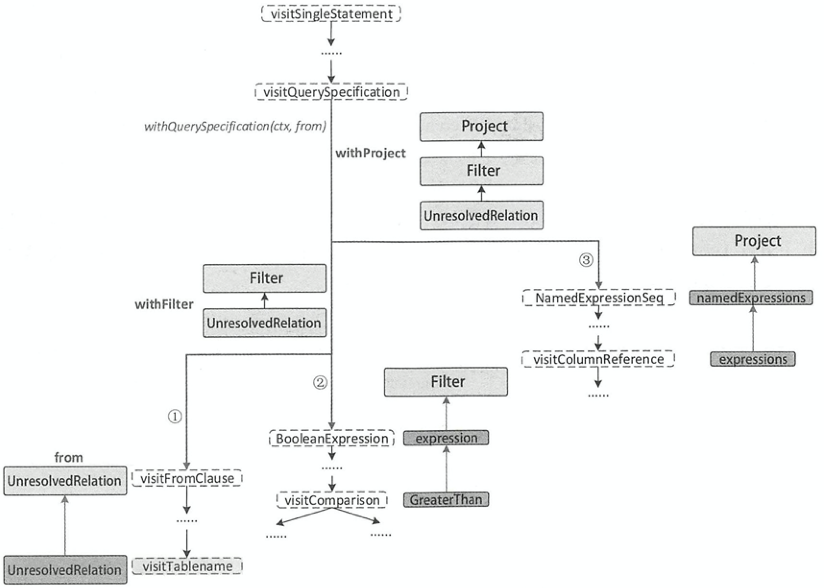 visitSingleStatement
......
visitQuerySpecification
withQuerySpecification(ctx, from)
withProject
Project
Filter
UnresolvedRelation
③
Project
withFilter
Filter
UnresolvedRelation
NamedExpressionSeq
namedExpressions
......
visitColumnReference
expressions
......
①
②
Filter
BooleanExpression
expression
......
from
UnresolvedRelation
visitFromClause
visitComparison
GreaterThan
......
......
......
UnresolvedRelation
visitTablename